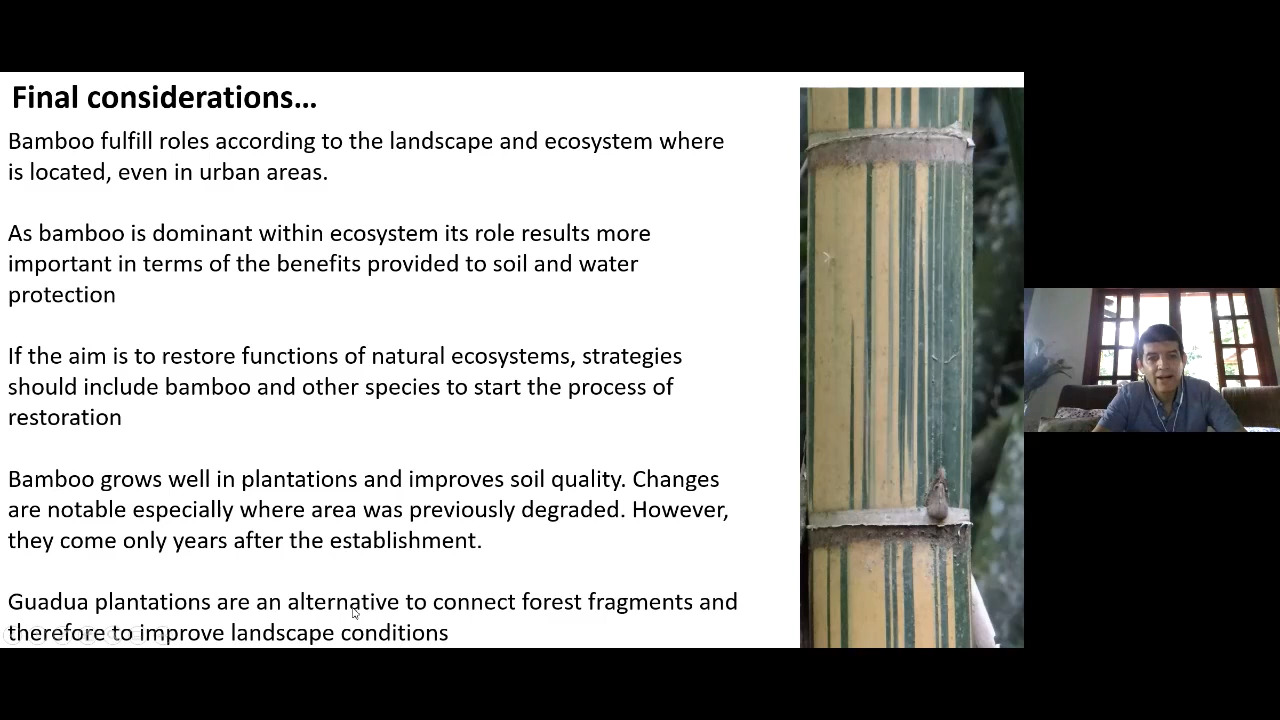 Final considerations...
Bamboo fulfill roles according to the landscape and ecosystem where
is located, even in urban areas.
As bamboo is dominant within ecosystem its role results more
important in terms of the benefits provided to soil and water
protection
If the aim is to restore functions of natural ecosystems, strategies
should include bamboo and other species to start the process of
restoration
Bamboo grows well in plantations and improves soil quality. Changes
are notable especially where area was previously degraded. However,
they come only years after the establishment.
Guadua plantations are an alternative to connect forest fragments and
therefore to improve landscape conditions